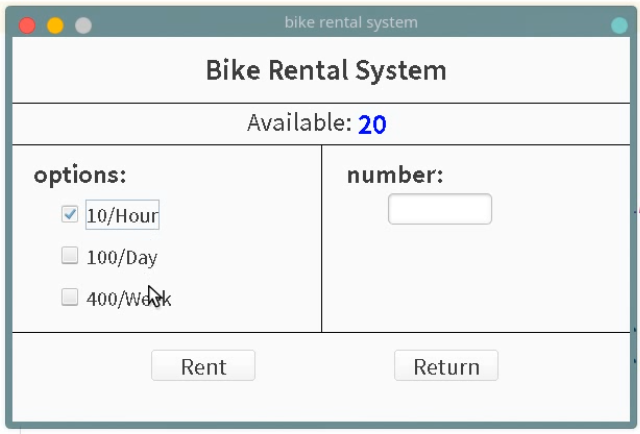 bike rental system
Bike Rental System
Available: 20
options:
number:
10/Hour
100/Day
400/Week
Rent
Return